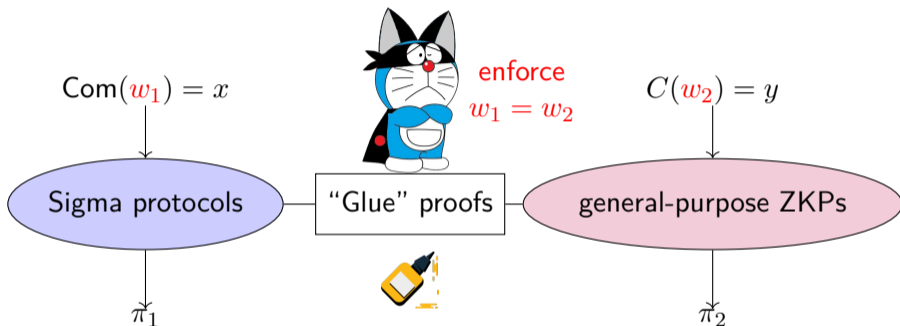 enforce
Com(w₁) = x
w₁ = w₂
C(w₂) = y
Sigma protocols
“Glue” proofs
general-purpose ZKPs
π₁
π₂